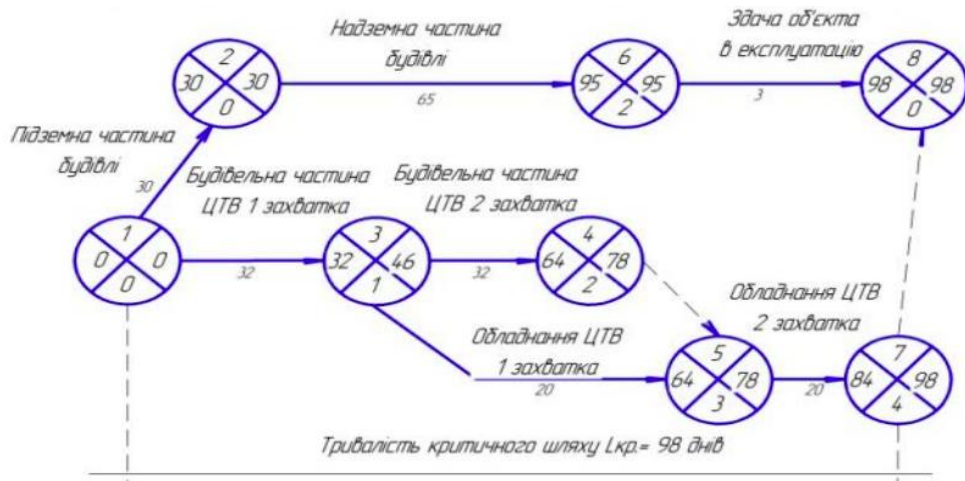 Надземна частина
будівлі
65
Здача об'єкта
в експлуатацію
3
2
30 30
0
6
95 95
2
8
98 98
0
Підземна частина
будівлі
30
Будівельна частина
ЦТВ 1 захватка
32
Будівельна частина
ЦТВ 2 захватка
32
1
0 0
0
3
32 46
1
4
64 78
2
Обладнання ЦТВ
1 захватка
20
Обладнання ЦТВ
2 захватка
20
5
64 78
3
7
84 98
4
Тривалість критичного шляху Lкр.= 98 днів